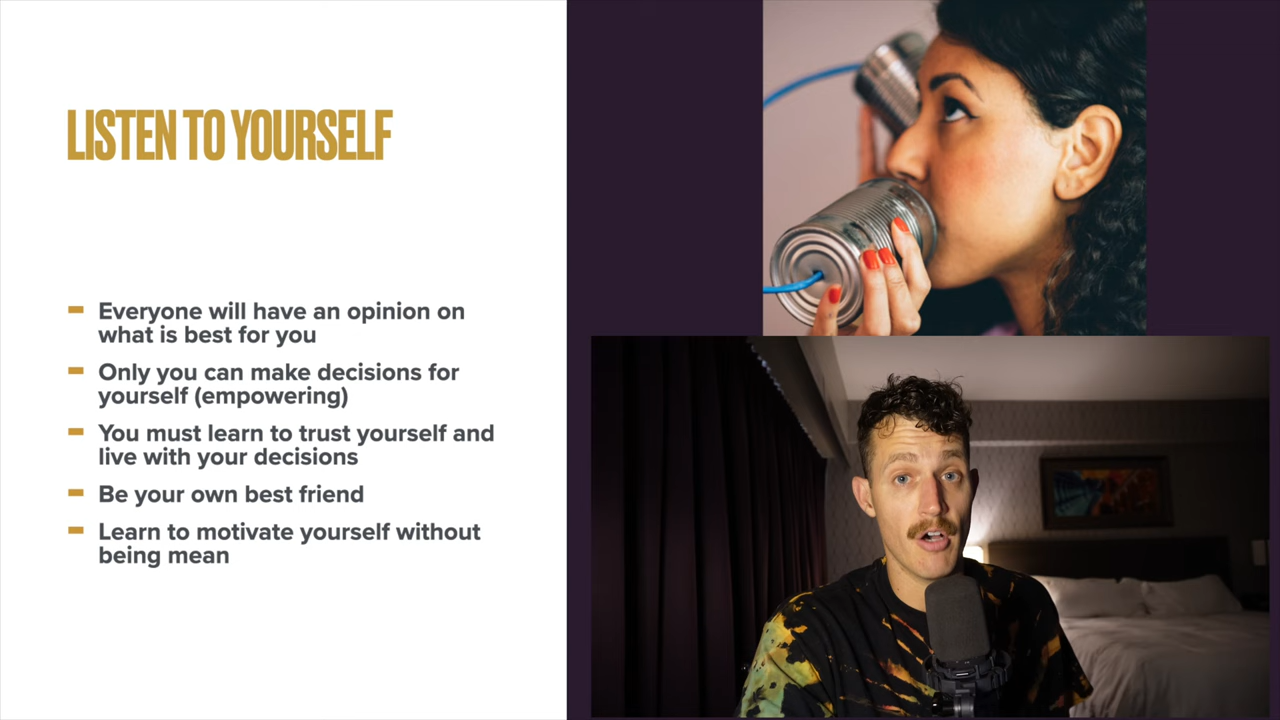 LISTEN TO YOURSELF
Everyone will have an opinion on
what is best for you
Only you can make decisions for
yourself (empowering)
You must learn to trust yourself and
live with your decisions
Be your own best friend
Learn to motivate yourself without
being mean